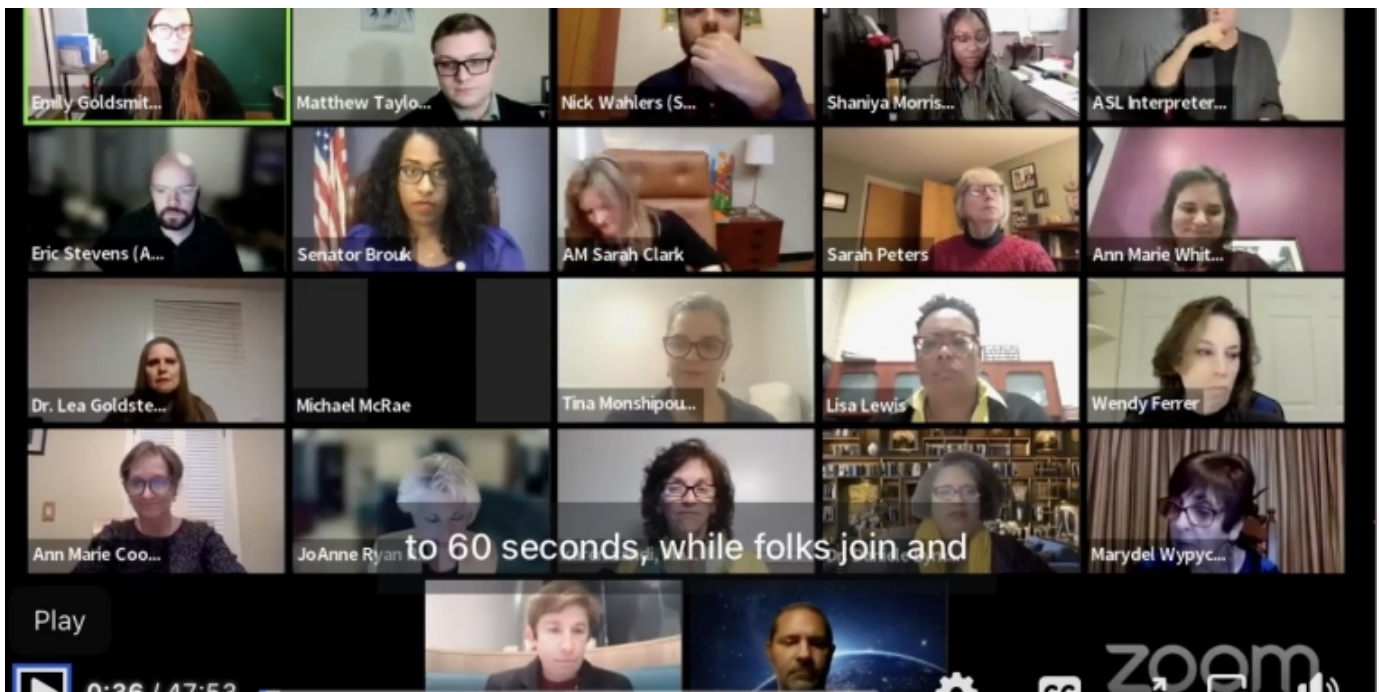 Emily Goldsmit...
Matthew Taylo...
Nick Wahlers (S...
Shaniya Morris...
ASL Interpreter...
Eric Stevens (A...
Senator Brouk
AM Sarah Clark
Sarah Peters
Ann Marie Whit...
Dr. Lea Goldste...
Michael McRae
Tina Monshipou...
Lisa Lewis
Wendy Ferrer
Ann Marie Coo...
JoAnne Ryan
Marydel Wypyc...
to 60 seconds, while folks join and
Play
zoom
0:36 / 47:53
CC